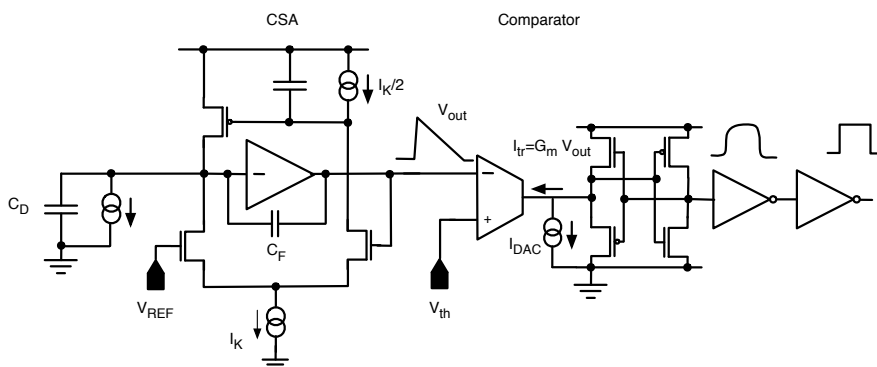 CSA
Comparator
I_K/2
V_out
I_tr=G_m V_out
−
−
C_D
+
C_F
I_DAC
V_REF
V_th
I_K